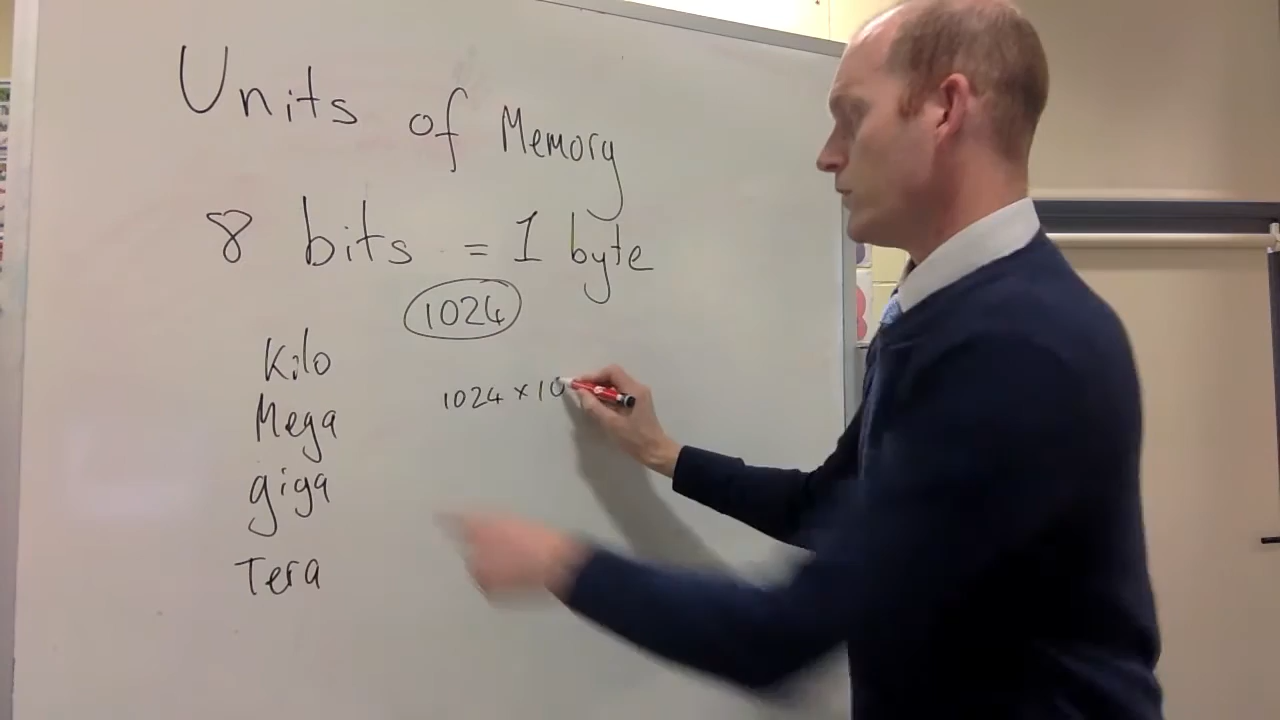 Units of Memory
8 bits = 1 byte
1024
Kilo
1024 x 10
Mega
giga
Tera